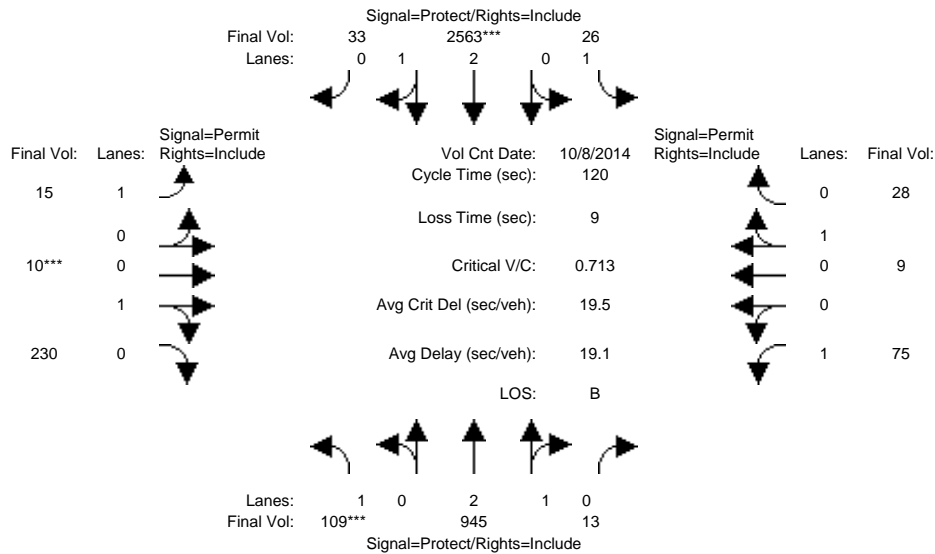 Signal=Protect/Rights=Include
Final Vol: 33 2563*** 26
Lanes: 0 1 2 0 1
Signal=Permit Signal=Permit
Final Vol: Lanes: Rights=Include Vol Cnt Date: 10/8/2014 Rights=Include Lanes: Final Vol:
Cycle Time (sec): 120
15 1 0 28
Loss Time (sec): 9
0 1
10*** 0 Critical V/C: 0.713 0 9
1 Avg Crit Del (sec/veh): 19.5 0
230 0 Avg Delay (sec/veh): 19.1 1 75
LOS: B
Lanes: 1 0 2 1 0
Final Vol: 109*** 945 13
Signal=Protect/Rights=Include